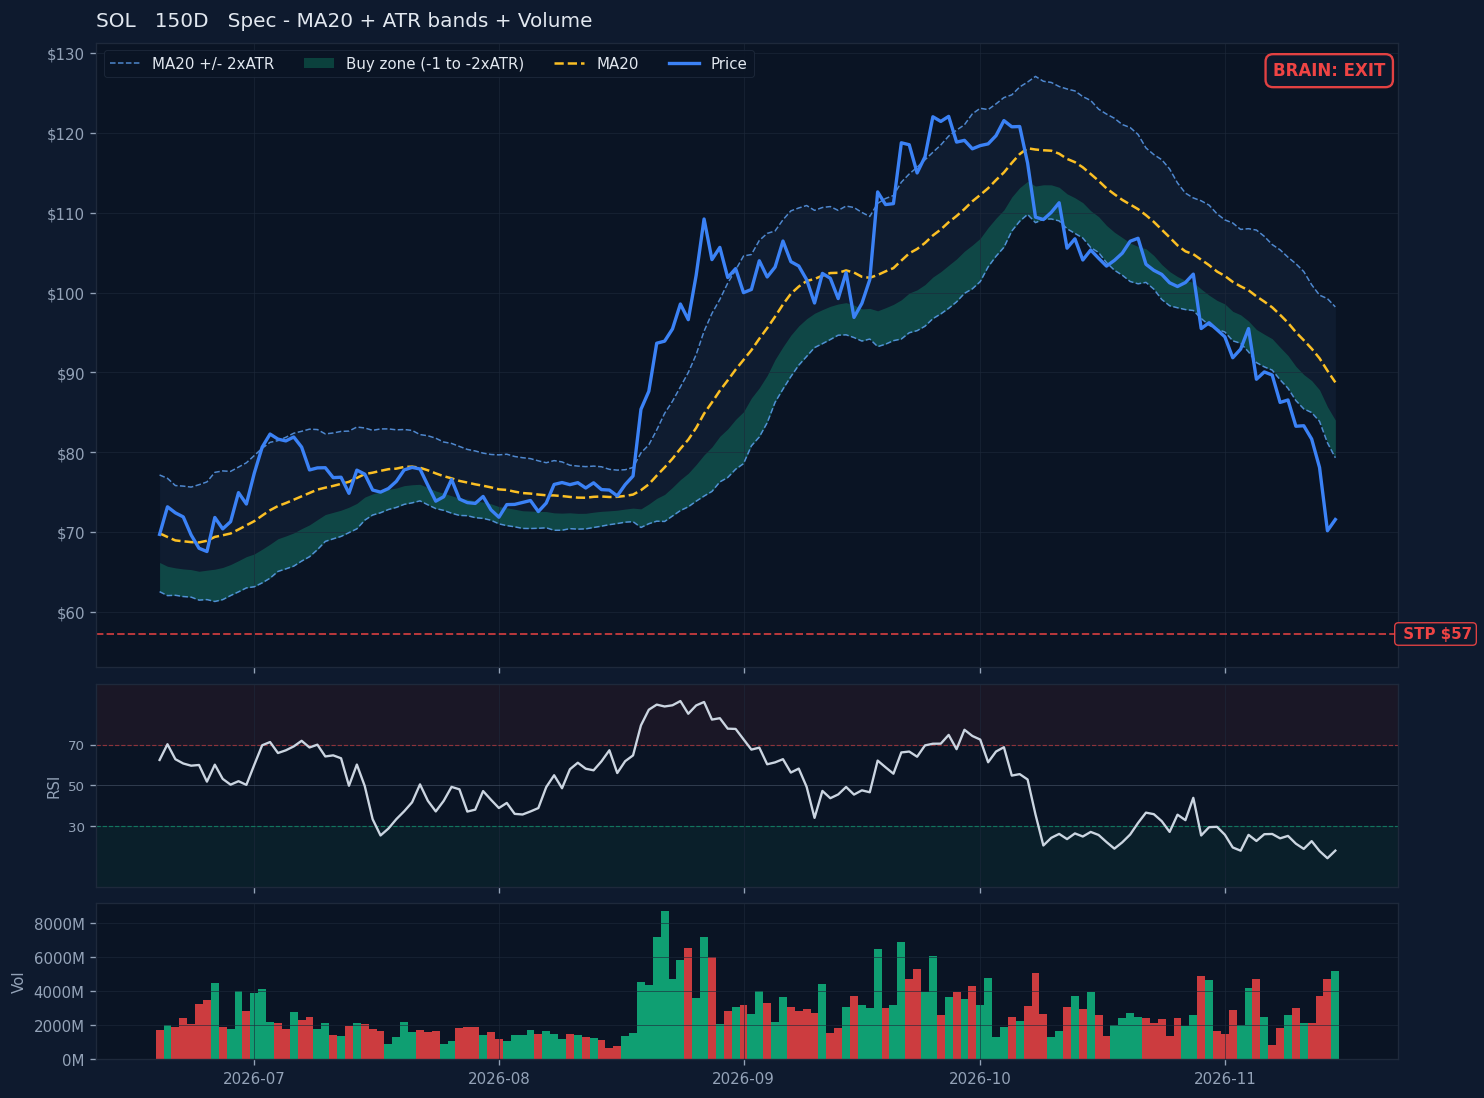 SOL 150D Spec - MA20 + ATR bands + Volume
MA20 +/- 2xATR
Buy zone (-1 to -2xATR)
MA20
Price
BRAIN: EXIT
$130
$120
$110
$100
$90
$80
$70
$60
STP $57
RSI
70
50
30
Vol
8000M
6000M
4000M
2000M
0M
2026-07
2026-08
2026-09
2026-10
2026-11